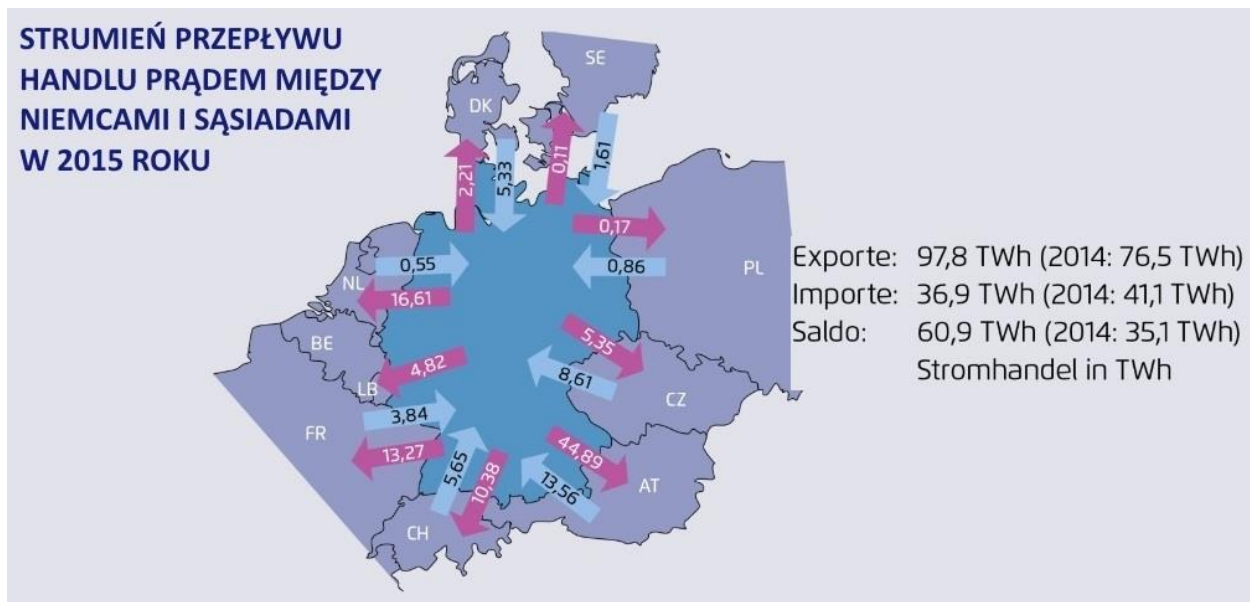 STRUMIEŃ PRZEPŁYWU
HANDLU PRĄDEM MIĘDZY
NIEMCAMI I SĄSIADAMI
W 2015 ROKU
SE
DK
2,21
5,33
0,11
1,61
0,17
0,86
PL
NL
0,55
16,61
BE
LB
4,82
5,35
8,61
CZ
FR
3,84
13,27
5,65
10,38
44,89
13,56
AT
CH
Exporte: 97,8 TWh (2014: 76,5 TWh)
Importe: 36,9 TWh (2014: 41,1 TWh)
Saldo: 60,9 TWh (2014: 35,1 TWh)
Stromhandel in TWh